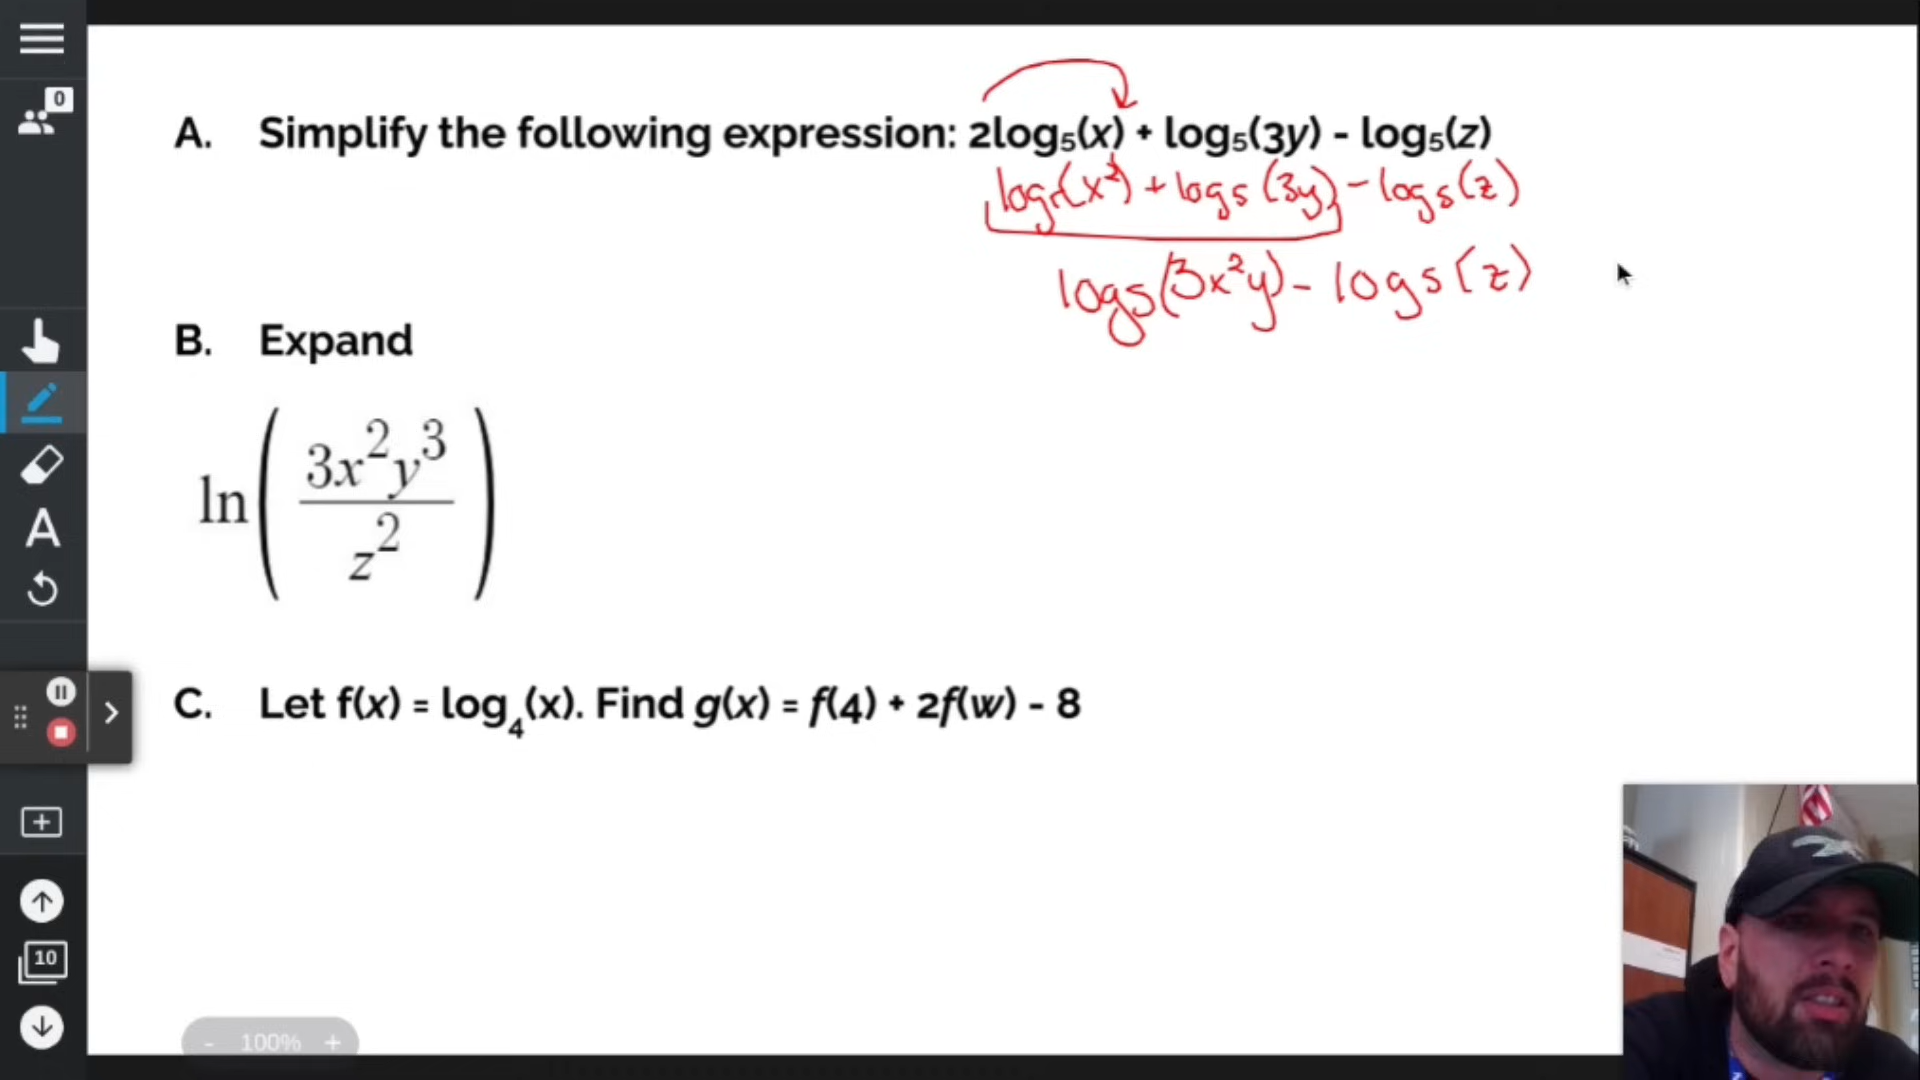 0
A. Simplify the following expression: 2log₅(x) + log₅(3y) - log₅(z)
log₅(x²) + log₅(3y) - log₅(z)
log₅(3x²y) - log₅(z)
B. Expand
ln(3x²y³/z²)
C. Let f(x) = log₄(x). Find g(x) = f(4) + 2f(w) - 8
A
10
- 100% +